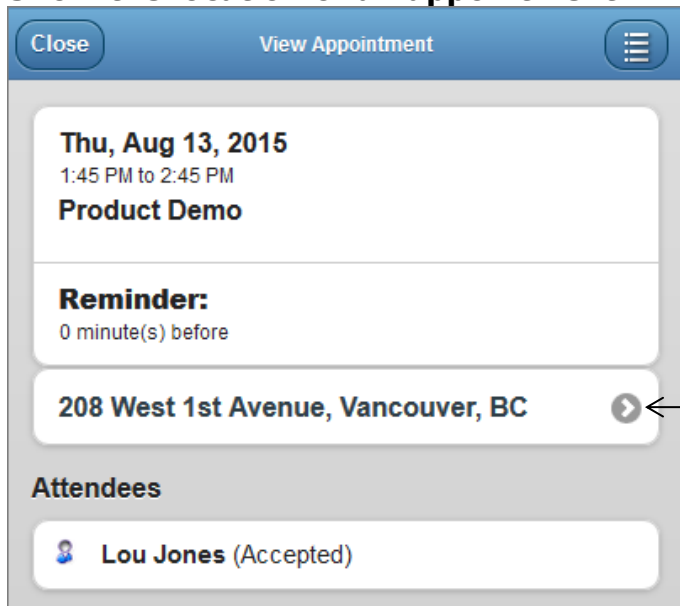 Close
View Appointment
Thu, Aug 13, 2015
1:45 PM to 2:45 PM
Product Demo
Reminder:
0 minute(s) before
208 West 1st Avenue, Vancouver, BC
Attendees
Lou Jones (Accepted)